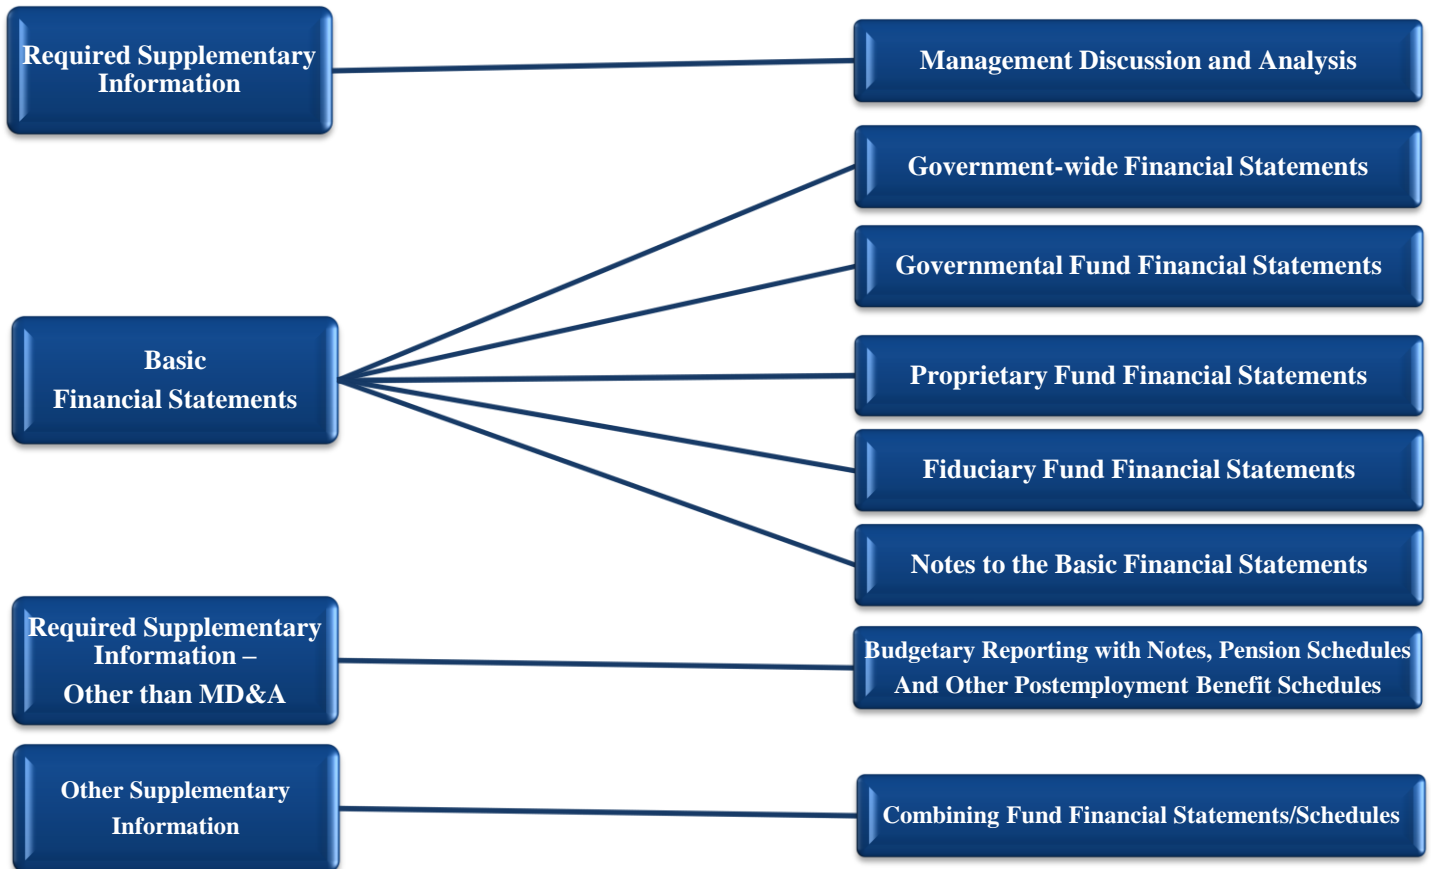 Required Supplementary
Information
Management Discussion and Analysis
Government-wide Financial Statements
Governmental Fund Financial Statements
Basic
Financial Statements
Proprietary Fund Financial Statements
Fiduciary Fund Financial Statements
Notes to the Basic Financial Statements
Required Supplementary
Information –
Other than MD&A
Budgetary Reporting with Notes, Pension Schedules
And Other Postemployment Benefit Schedules
Other Supplementary
Information
Combining Fund Financial Statements/Schedules